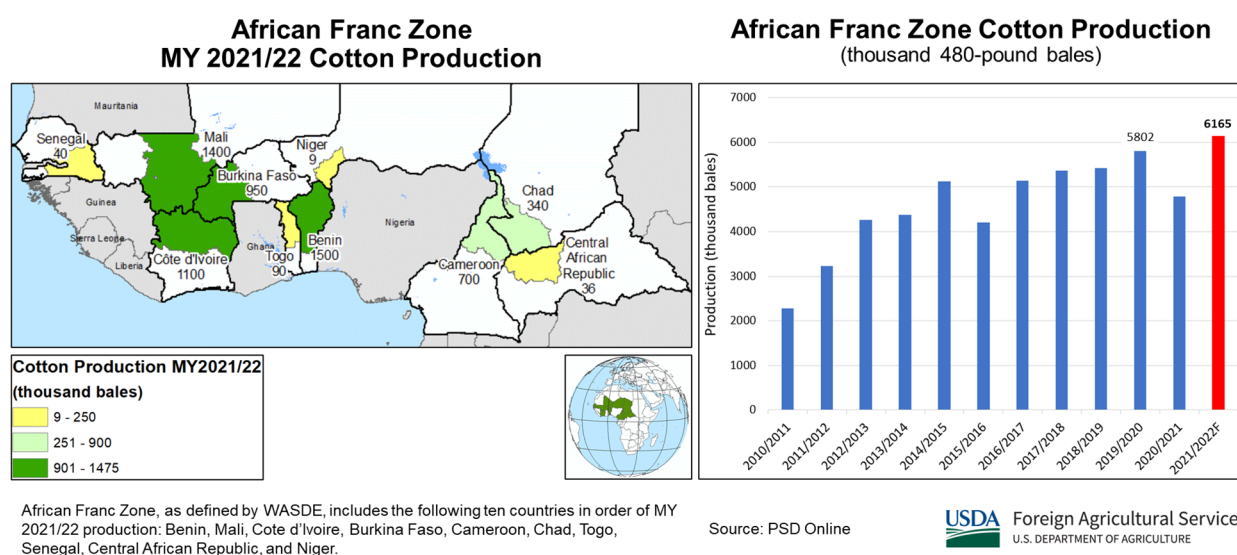 African Franc Zone
MY 2021/22 Cotton Production
Mauritania
Senegal
40
Mali
1400
Niger
9
Burkina Faso
950
Guinea
Sierra Leone
Liberia
Côte d'Ivoire
1100
Ghana
Togo
90
Benin
1500
Nigeria
Chad
340
Cameroon
700
Central
African
Republic
36
Cotton Production MY2021/22
(thousand bales)
9 - 250
251 - 900
901 - 1475
African Franc Zone Cotton Production
(thousand 480-pound bales)
Production (thousand bales)
7000
6000
5000
4000
3000
2000
1000
0
5802
6165
2010/2011
2011/2012
2012/2013
2013/2014
2014/2015
2015/2016
2016/2017
2017/2018
2018/2019
2019/2020
2020/2021
2021/2022F
African Franc Zone, as defined by WASDE, includes the following ten countries in order of MY
2021/22 production: Benin, Mali, Cote d’Ivoire, Burkina Faso, Cameroon, Chad, Togo,
Senegal, Central African Republic, and Niger.
Source: PSD Online
USDA
Foreign Agricultural Service
U.S. DEPARTMENT OF AGRICULTURE